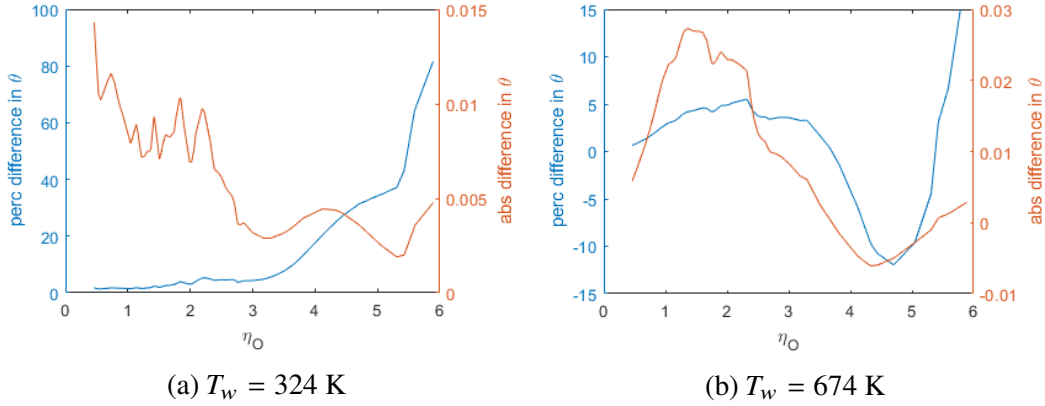 100
80
60
40
20
0
perc difference in θ
0.015
0.01
0.005
0
abs difference in θ
0 1 2 3 4 5 6
η_O
(a) T_w = 324 K
15
10
5
0
-5
-10
-15
perc difference in θ
0.03
0.02
0.01
0
-0.01
abs difference in θ
0 1 2 3 4 5 6
η_O
(b) T_w = 674 K